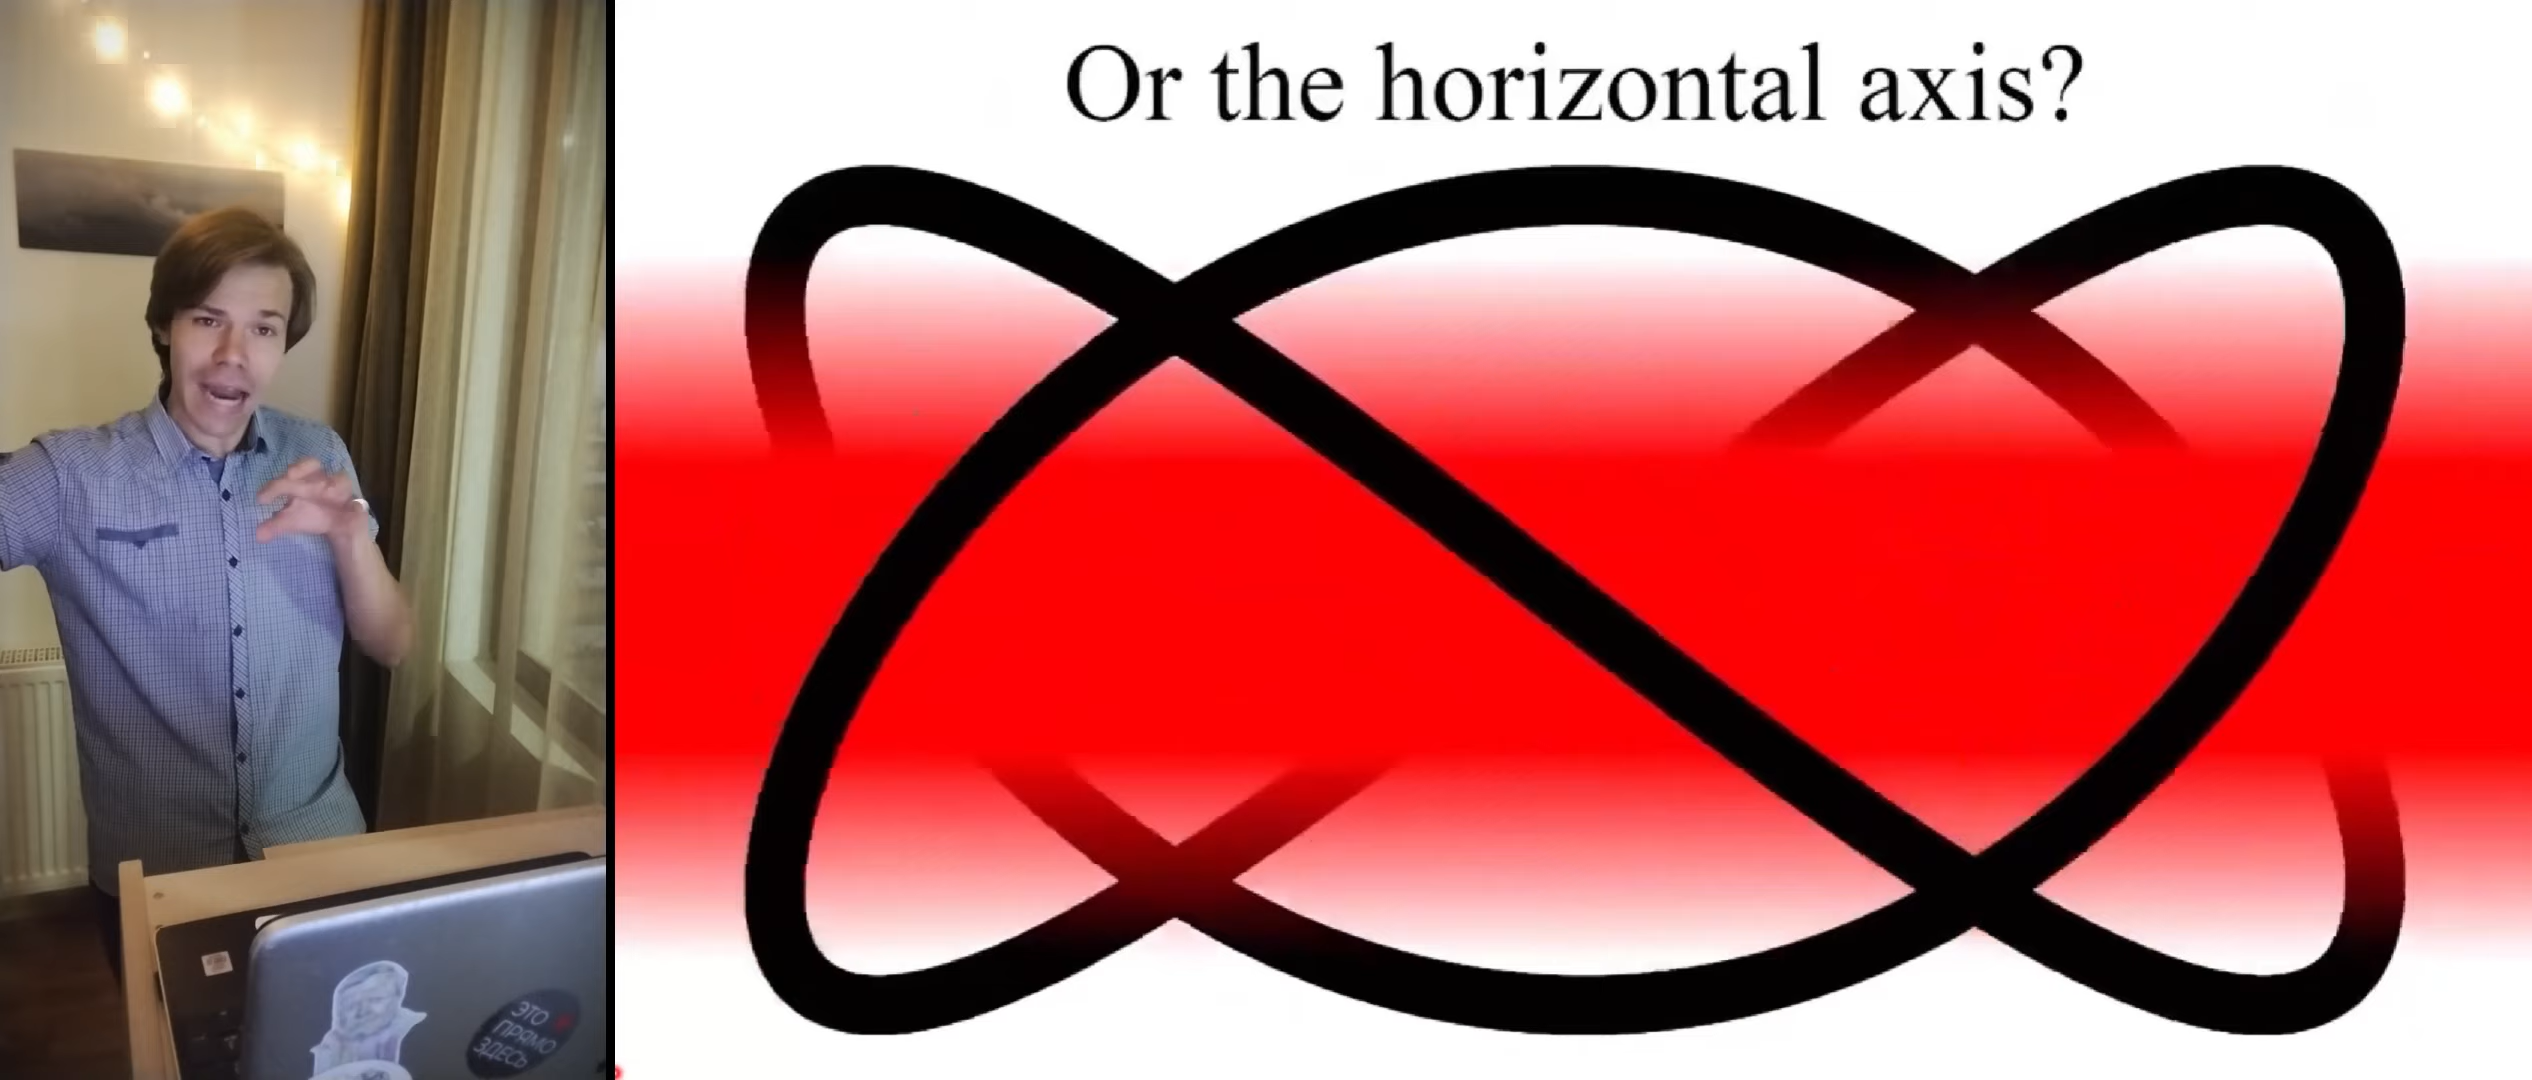 Or the horizontal axis?
ЭТО
ПРЯМО
ЗДЕСЬ